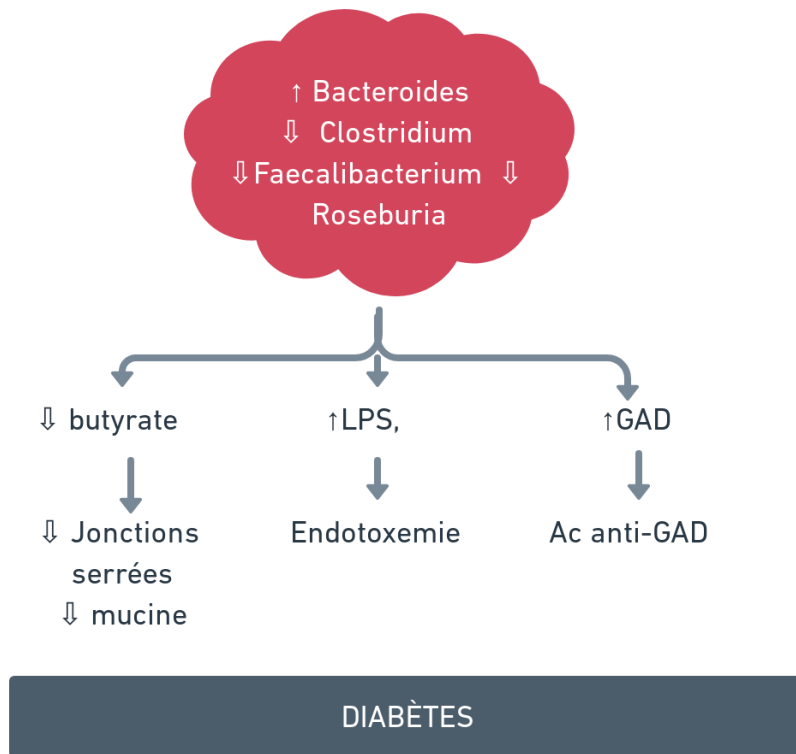 ↑ Bacteroides
⇩ Clostridium
⇩Faecalibacterium ⇩
Roseburia
⇩ butyrate
↑LPS,
↑GAD
⇩ Jonctions
serrées
⇩ mucine
Endotoxemie
Ac anti-GAD
DIABÈTES